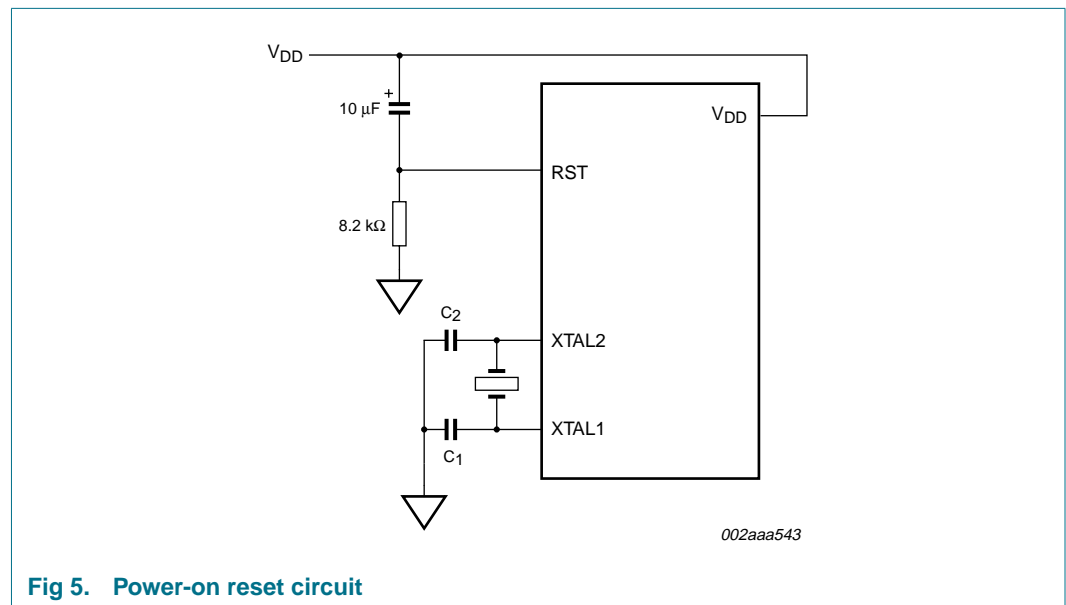 VDD
10 μF
+
VDD
RST
8.2 kΩ
C2
XTAL2
XTAL1
C1
002aaa543
Fig 5. Power-on reset circuit